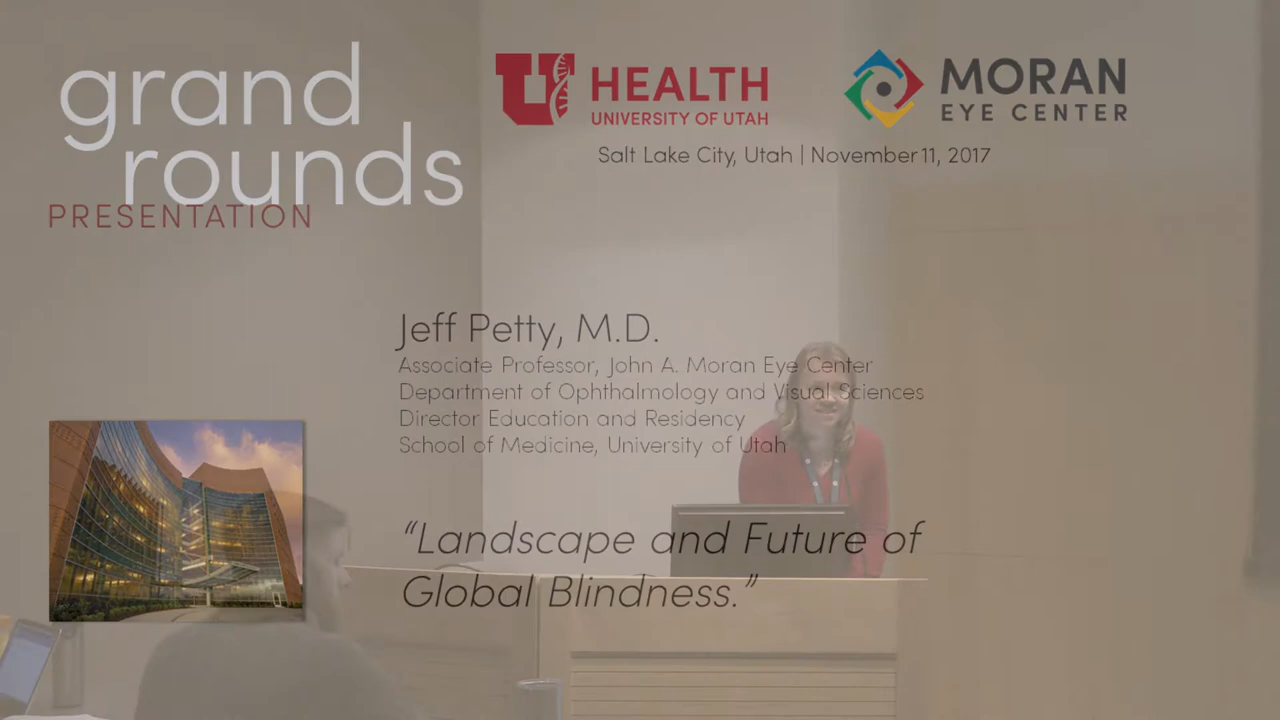 grand
rounds
PRESENTATION
U HEALTH
UNIVERSITY OF UTAH
MORAN
EYE CENTER
Salt Lake City, Utah | November 11, 2017
Jeff Petty, M.D.
Associate Professor, John A. Moran Eye Center
Department of Ophthalmology and Visual Sciences
Director Education and Residency
School of Medicine, University of Utah
“Landscape and Future of
Global Blindness.”